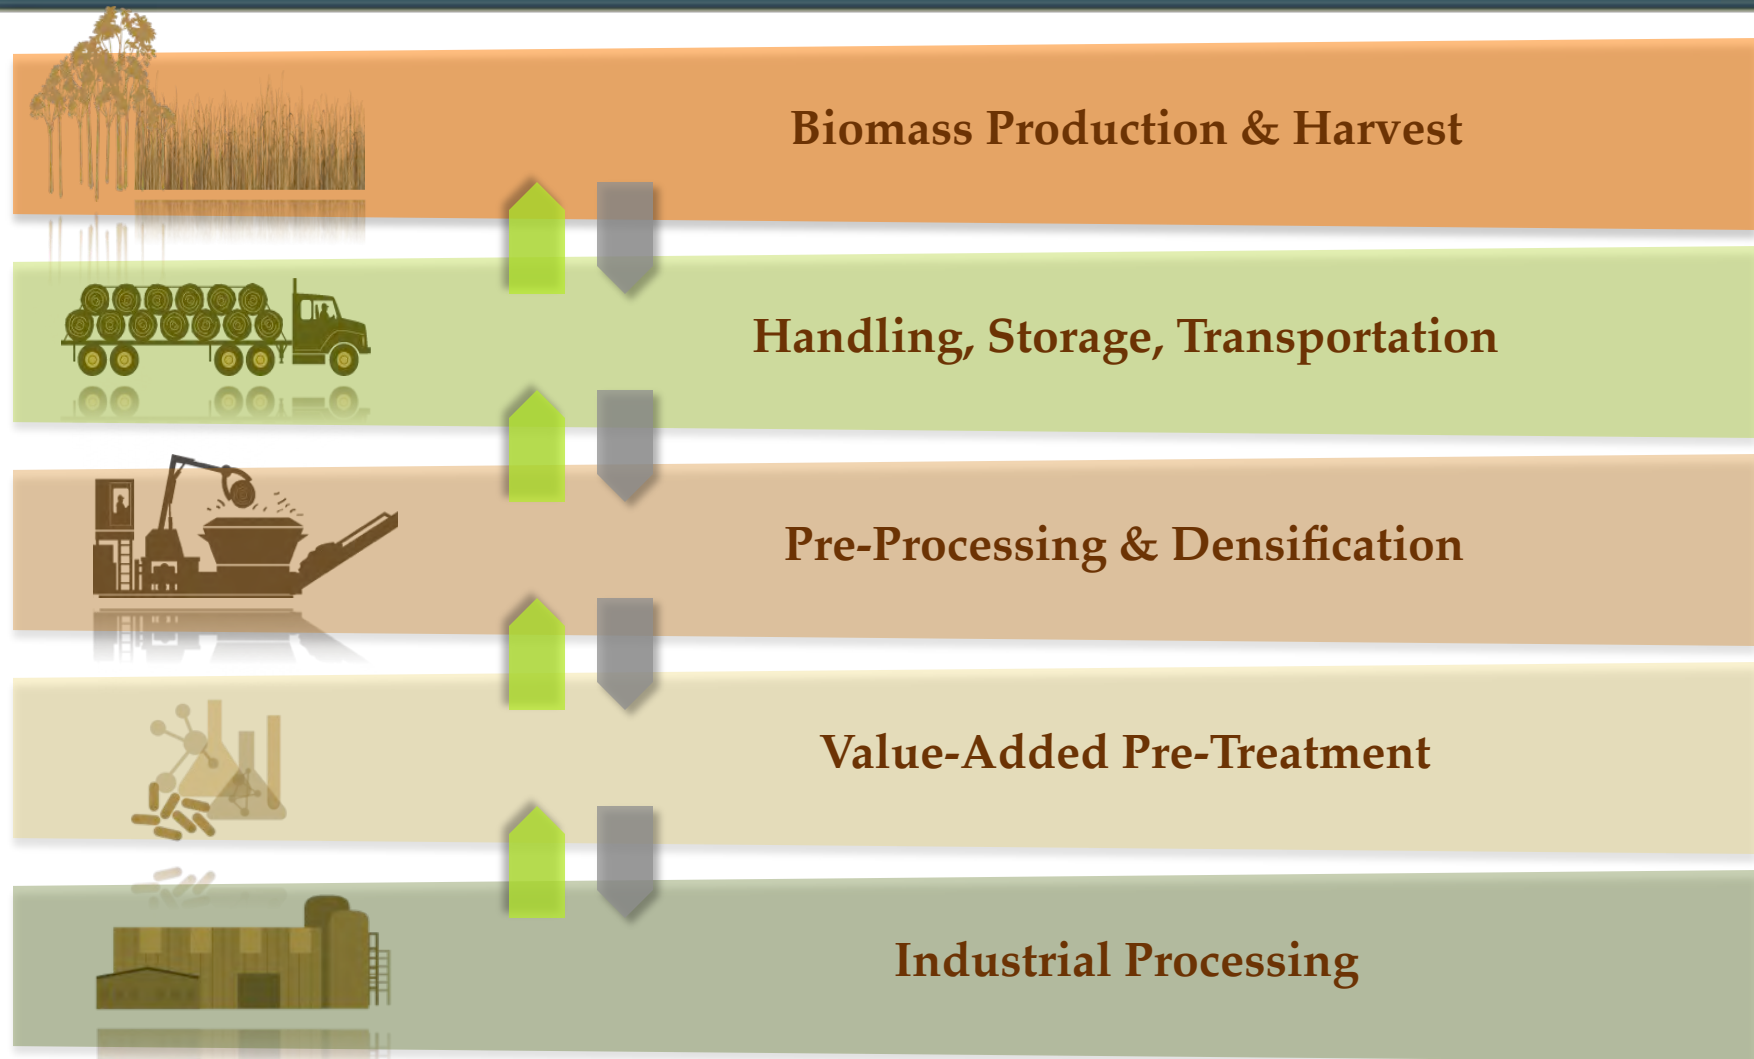 Biomass Production & Harvest
Handling, Storage, Transportation
Pre-Processing & Densification
Value-Added Pre-Treatment
Industrial Processing